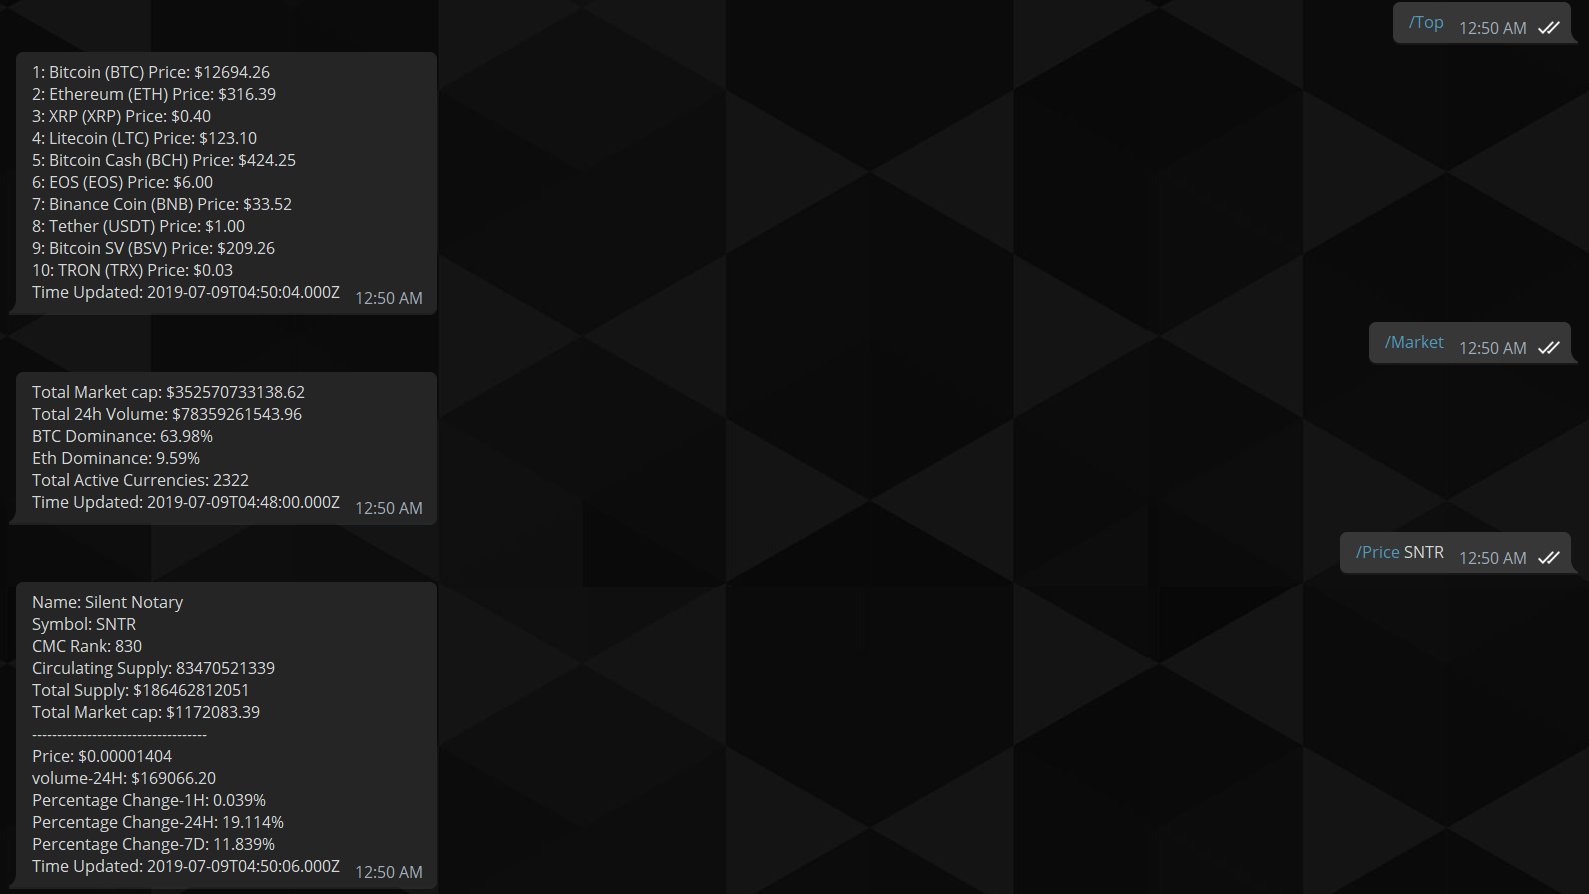 /Top 12:50 AM
1: Bitcoin (BTC) Price: $12694.26
2: Ethereum (ETH) Price: $316.39
3: XRP (XRP) Price: $0.40
4: Litecoin (LTC) Price: $123.10
5: Bitcoin Cash (BCH) Price: $424.25
6: EOS (EOS) Price: $6.00
7: Binance Coin (BNB) Price: $33.52
8: Tether (USDT) Price: $1.00
9: Bitcoin SV (BSV) Price: $209.26
10: TRON (TRX) Price: $0.03
Time Updated: 2019-07-09T04:50:04.000Z 12:50 AM
/Market 12:50 AM
Total Market cap: $352570733138.62
Total 24h Volume: $78359261543.96
BTC Dominance: 63.98%
Eth Dominance: 9.59%
Total Active Currencies: 2322
Time Updated: 2019-07-09T04:48:00.000Z 12:50 AM
/Price SNTR 12:50 AM
Name: Silent Notary
Symbol: SNTR
CMC Rank: 830
Circulating Supply: 83470521339
Total Supply: $186462812051
Total Market cap: $1172083.39
-----------------------------------
Price: $0.00001404
volume-24H: $169066.20
Percentage Change-1H: 0.039%
Percentage Change-24H: 19.114%
Percentage Change-7D: 11.839%
Time Updated: 2019-07-09T04:50:06.000Z 12:50 AM